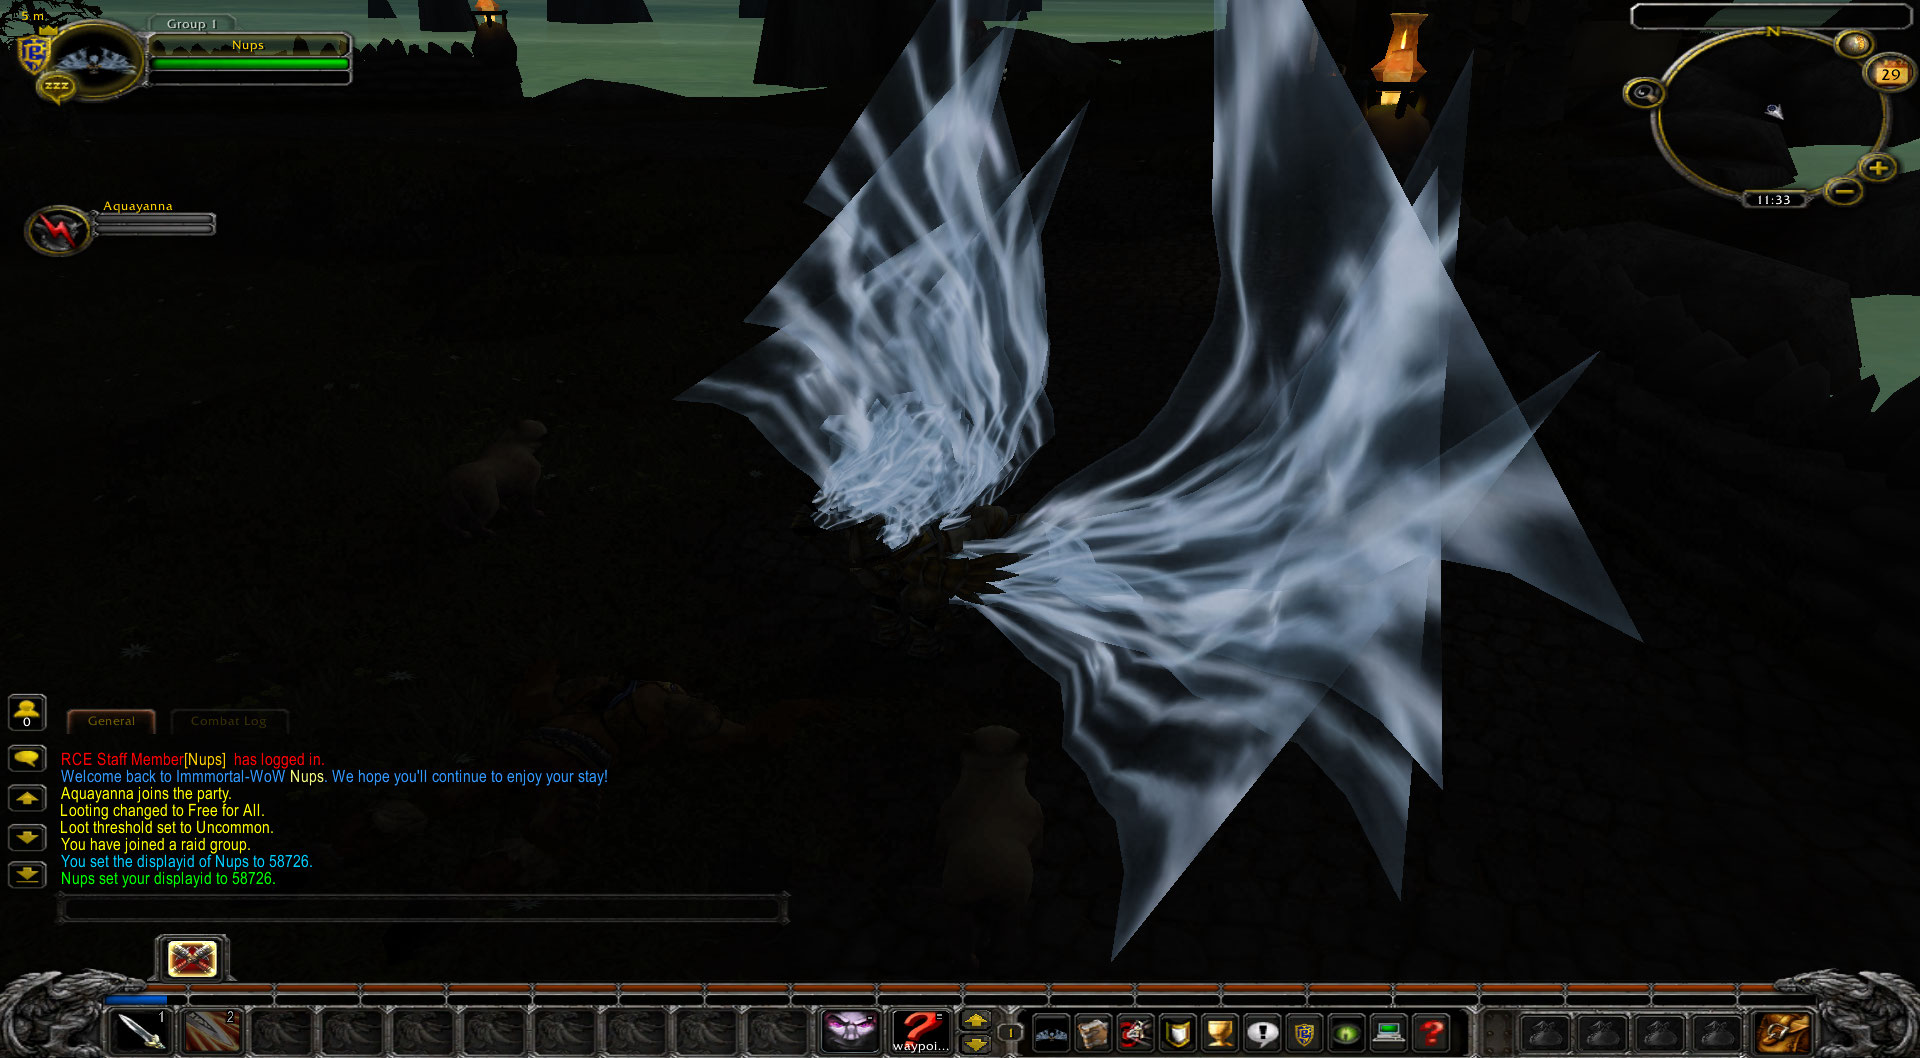 5 m.
Group 1
Nups
zzz
N
29
11:33
Aquayanna
0
General
Combat Log
RCE Staff Member[Nups]  has logged in.
Welcome back to Immmortal-WoW Nups. We hope you'll continue to enjoy your stay!
Aquayanna joins the party.
Looting changed to Free for All.
Loot threshold set to Uncommon.
You have joined a raid group.
You set the displayid of Nups to 58726.
Nups set your displayid to 58726.
1
2
-
=
waypoi...
1